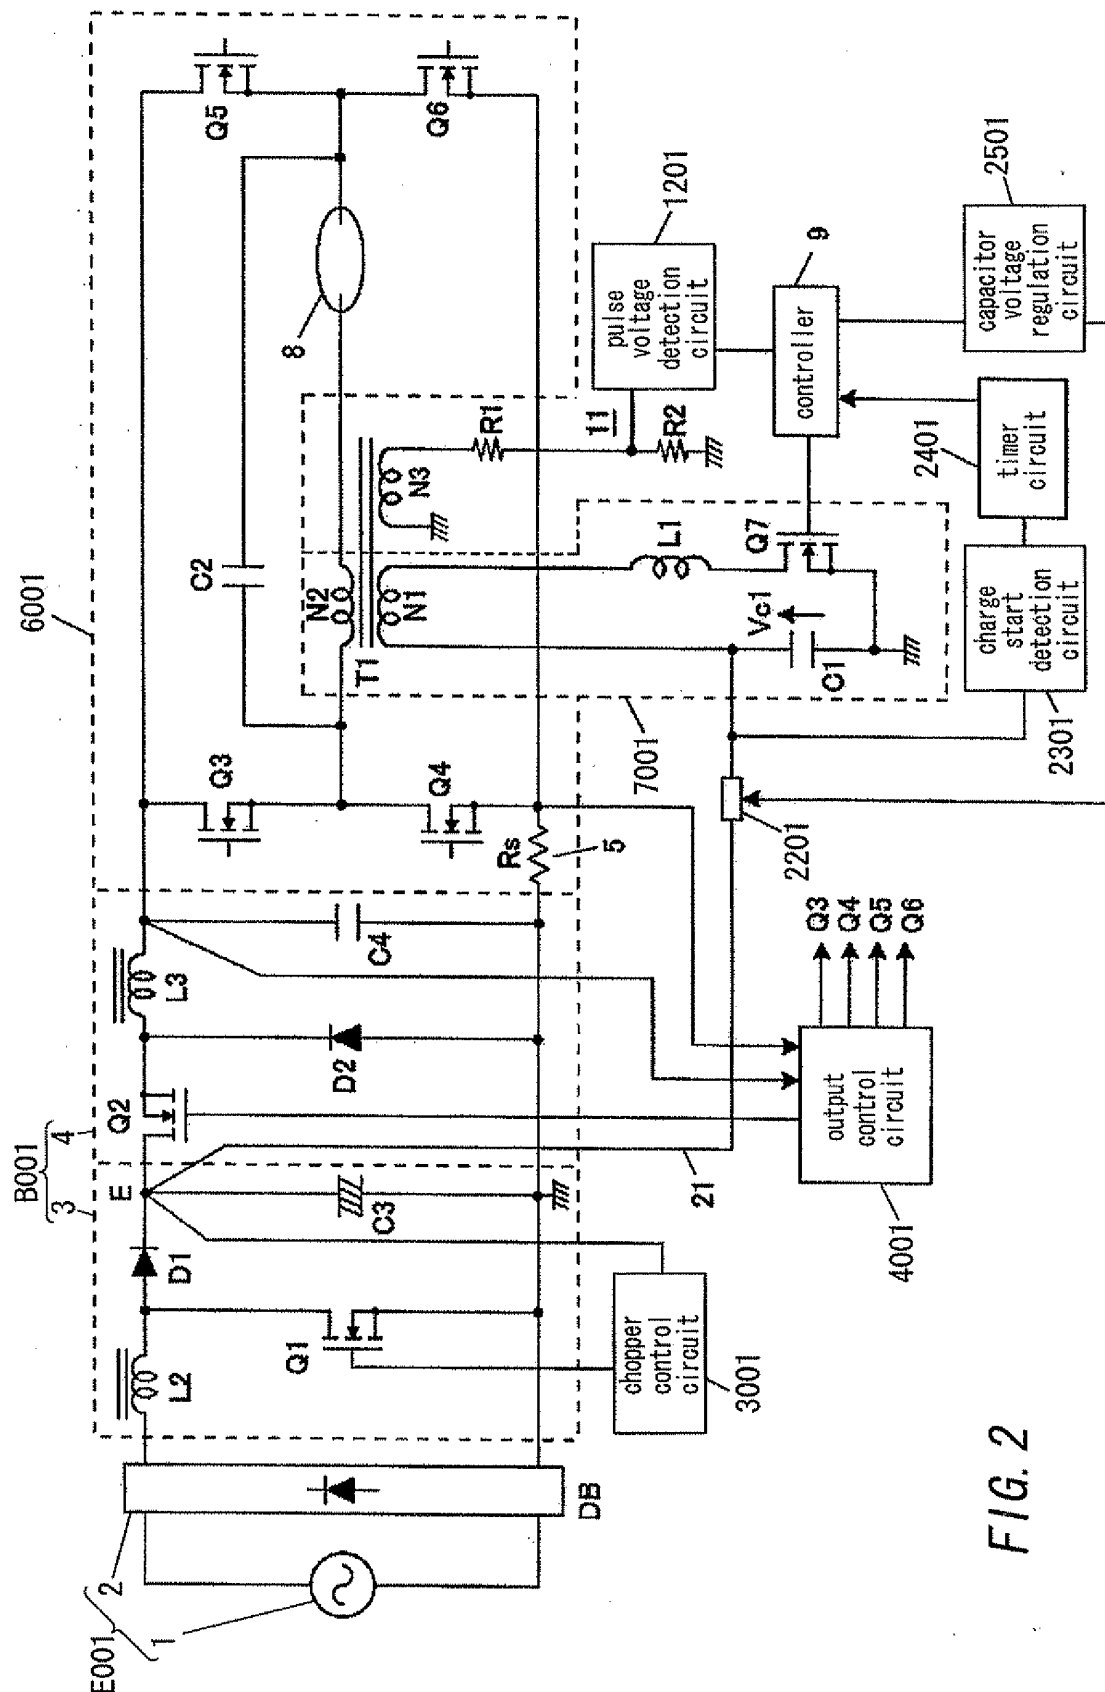 E001
1
2
DB
B001
3
4
L2
Q1
D1
E
C3
Q2
D2
L3
C4
6001
Q3
Q4
Rs
5
C2
T1
N2
N1
N3
8
Q5
Q6
R1
11
R2
L1
Q7
Vc1
C1
7001
21
2201
chopper
control
circuit
3001
output
control
circuit
4001
Q3
Q4
Q5
Q6
pulse
voltage
detection
circuit
1201
controller
9
charge
start
detection
circuit
2301
timer
circuit
2401
capacitor
voltage
regulation
circuit
2501
FIG. 2